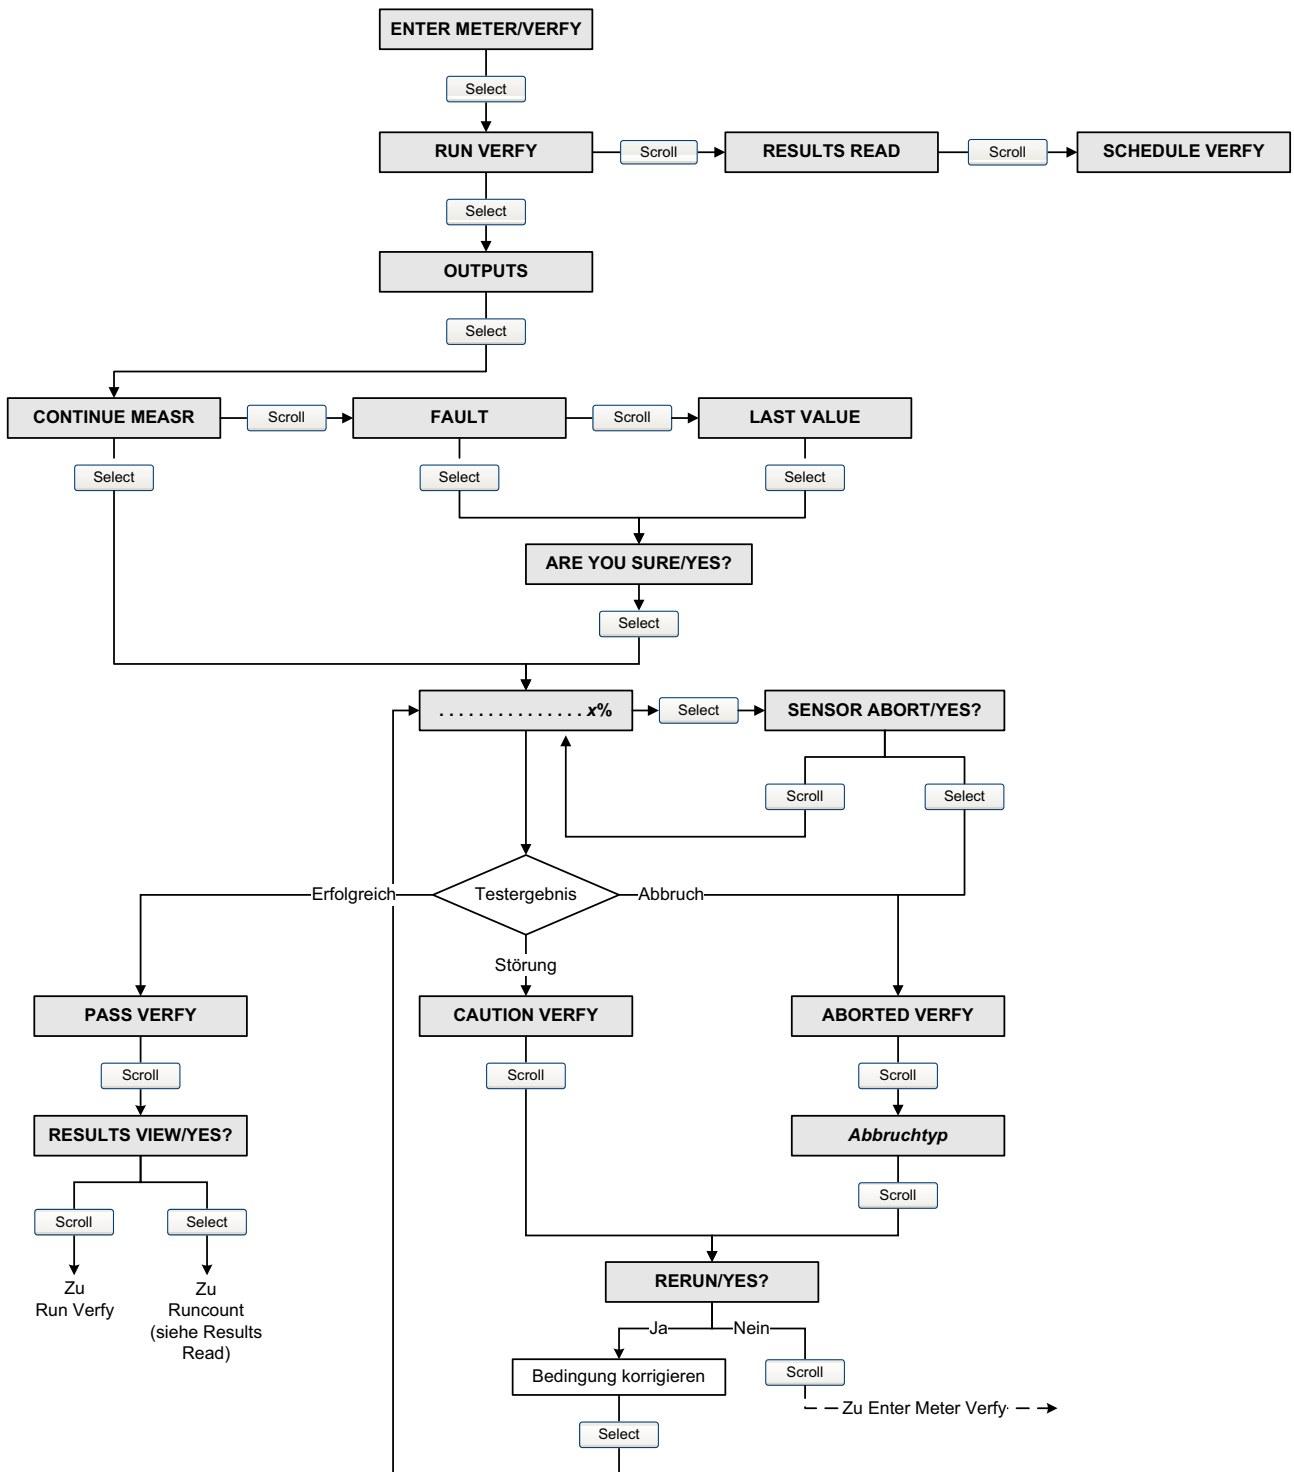 ENTER METER/VERFY
Select
RUN VERFY
Scroll
RESULTS READ
Scroll
SCHEDULE VERFY
Select
OUTPUTS
Select
CONTINUE MEASR
Scroll
FAULT
Scroll
LAST VALUE
Select
Select
Select
ARE YOU SURE/YES?
Select
. . . . . . . . . . . . . . . x%
Select
SENSOR ABORT/YES?
Scroll
Select
Erfolgreich
Testergebnis
Abbruch
Störung
PASS VERFY
CAUTION VERFY
ABORTED VERFY
Scroll
Scroll
Scroll
RESULTS VIEW/YES?
Abbruchtyp
Scroll
Select
Scroll
Zu
Run Verfy
Zu
Runcount
(siehe Results
Read)
RERUN/YES?
Ja
Nein
Bedingung korrigieren
Scroll
Zu Enter Meter Verfy
Select